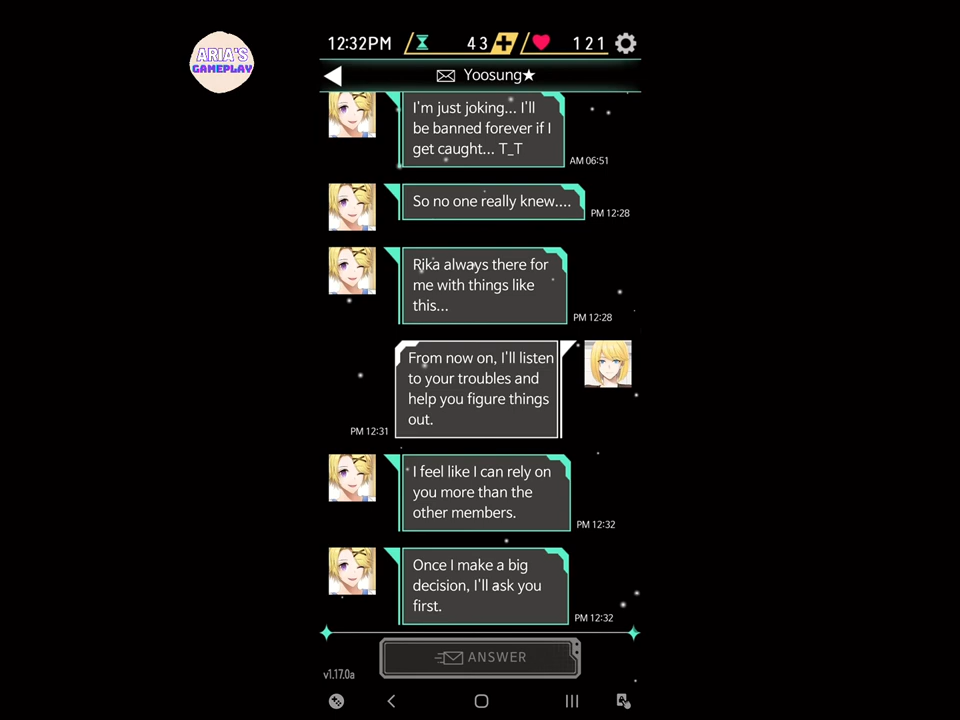 ARIA'S
GAMEPLAY
12:32PM 43 121
Yoosung★
I'm just joking... I'll
be banned forever if I
get caught... T_T
AM 06:51
So no one really knew....
PM 12:28
Rika always there for
me with things like
this...
PM 12:28
From now on, I'll listen
to your troubles and
help you figure things
out.
PM 12:31
I feel like I can rely on
you more than the
other members.
PM 12:32
Once I make a big
decision, I'll ask you
first.
PM 12:32
ANSWER
v1.17.0a